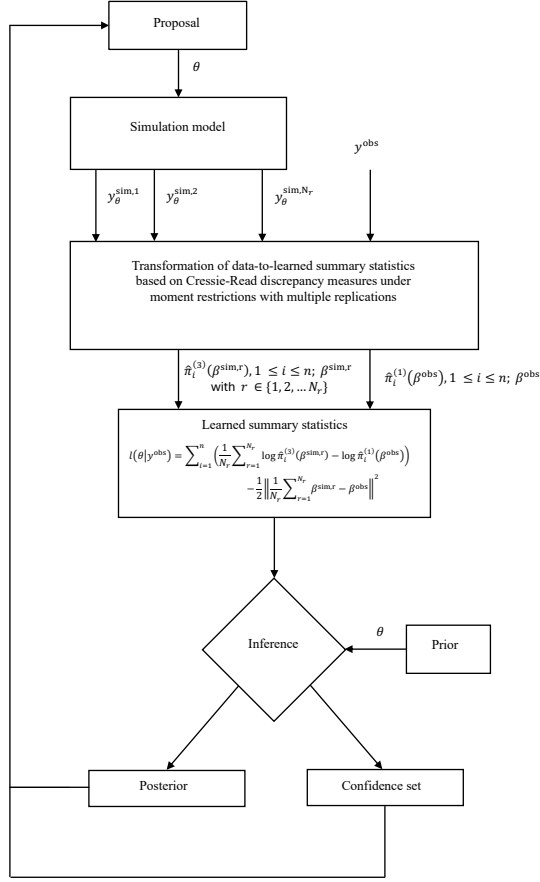 Proposal
θ
Simulation model
y^obs
y_θ^sim,1
y_θ^sim,2
y_θ^sim,N_r
Transformation of data-to-learned summary statistics
based on Cressie-Read discrepancy measures under
moment restrictions with multiple replications
π̂_i^(3)(β^sim,r), 1 ≤ i ≤ n; β^sim,r
with r ∈ {1, 2, … N_r}
π̂_i^(1)(β^obs), 1 ≤ i ≤ n; β^obs
Learned summary statistics
l(θ|y^obs) = ∑_{i=1}^n (1/N_r ∑_{r=1}^{N_r} log π̂_i^(3)(β^sim,r) − log π̂_i^(1)(β^obs))
−1/2 ‖1/N_r ∑_{r=1}^{N_r} β^sim,r − β^obs‖^2
Inference
θ
Prior
Posterior
Confidence set